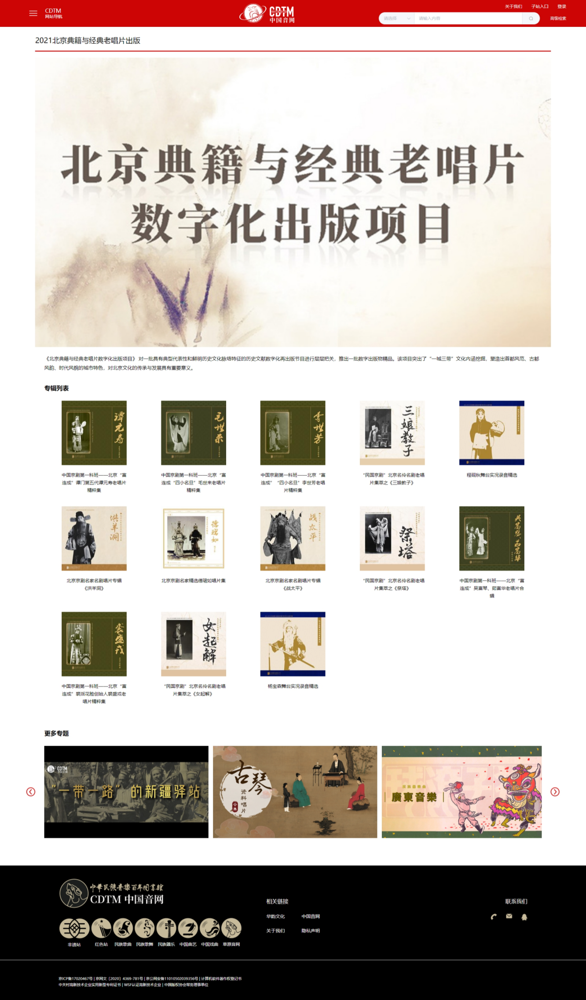 CDTM
网站导航
CDTM
中国音网
关于我们 子站入口 登录
请选择 请输入内容 高级检索
2021北京典籍与经典老唱片出版
北京典籍与经典老唱片
数字化出版项目
《北京典籍与经典老唱片数字化出版项目》 对一批具有典型代表性和鲜明历史文化脉络特征的历史文献数字化再出版节目进行层层把关，推出一批数字出版物精品。该项目突出了“一城三带”文化内涵挖掘，塑造出首都风范、古都
风韵、时代风貌的城市特色，对北京文化的传承与发展具有重要意义。
专辑列表
谭元寿
毛世来
李世芳
三娘教子
中国京剧第一科班——北京“富
连成”谭门第五代谭元寿老唱片
精粹集
中国京剧第一科班——北京“富
连成“四小名旦”毛世来老唱片
精粹集
中国京剧第一科班——北京“富
连成” “四小名旦”李世芳老唱
片精粹集
“民国京剧”北京名伶名剧老唱
片集萃之《三娘教子》
程砚秋舞台实况录音精选
洪羊洞
德珺如
战太平
祭塔
吴富琴、茹富华
北京京剧名家名剧唱片专辑
《洪羊洞》
北京京剧名家精选德珺如唱片集
北京京剧名家名剧唱片专辑
《战太平》
“民国京剧”北京名伶名剧老唱
片集萃之《祭塔》
中国京剧第一科班——北京“富
连成”吴富琴、茹富华老唱片合
辑
裘盛戎
女起解
中国京剧第一科班——北京“富
连成”裘派花脸创始人裘盛戎老
唱片精粹集
“民国京剧”北京名伶名剧老唱
片集萃之《女起解》
杨宝森舞台实况录音精选
更多专题
CDTM
中国音网
“一带一路”的新疆驿站
古琴
资料唱片
合集
民族器乐曲
廣東音樂
中華民族音樂百年图書館
CDTM 中国音网
非遗站 红色站 民族歌曲 民族歌舞 民族器乐 中国曲艺 中国戏曲 草原音网
相关链接
华韵文化 中国音网
关于我们 隐私声明
联系我们
京ICP备17020467号 | 京网文〔2020〕4369-781号 | 京公网安备11010502039356号 | 计算机软件著作权登记书
中关村高新技术企业实用新型专利证书 | WSF认证高新技术企业 | 中国版权协会常务理事单位